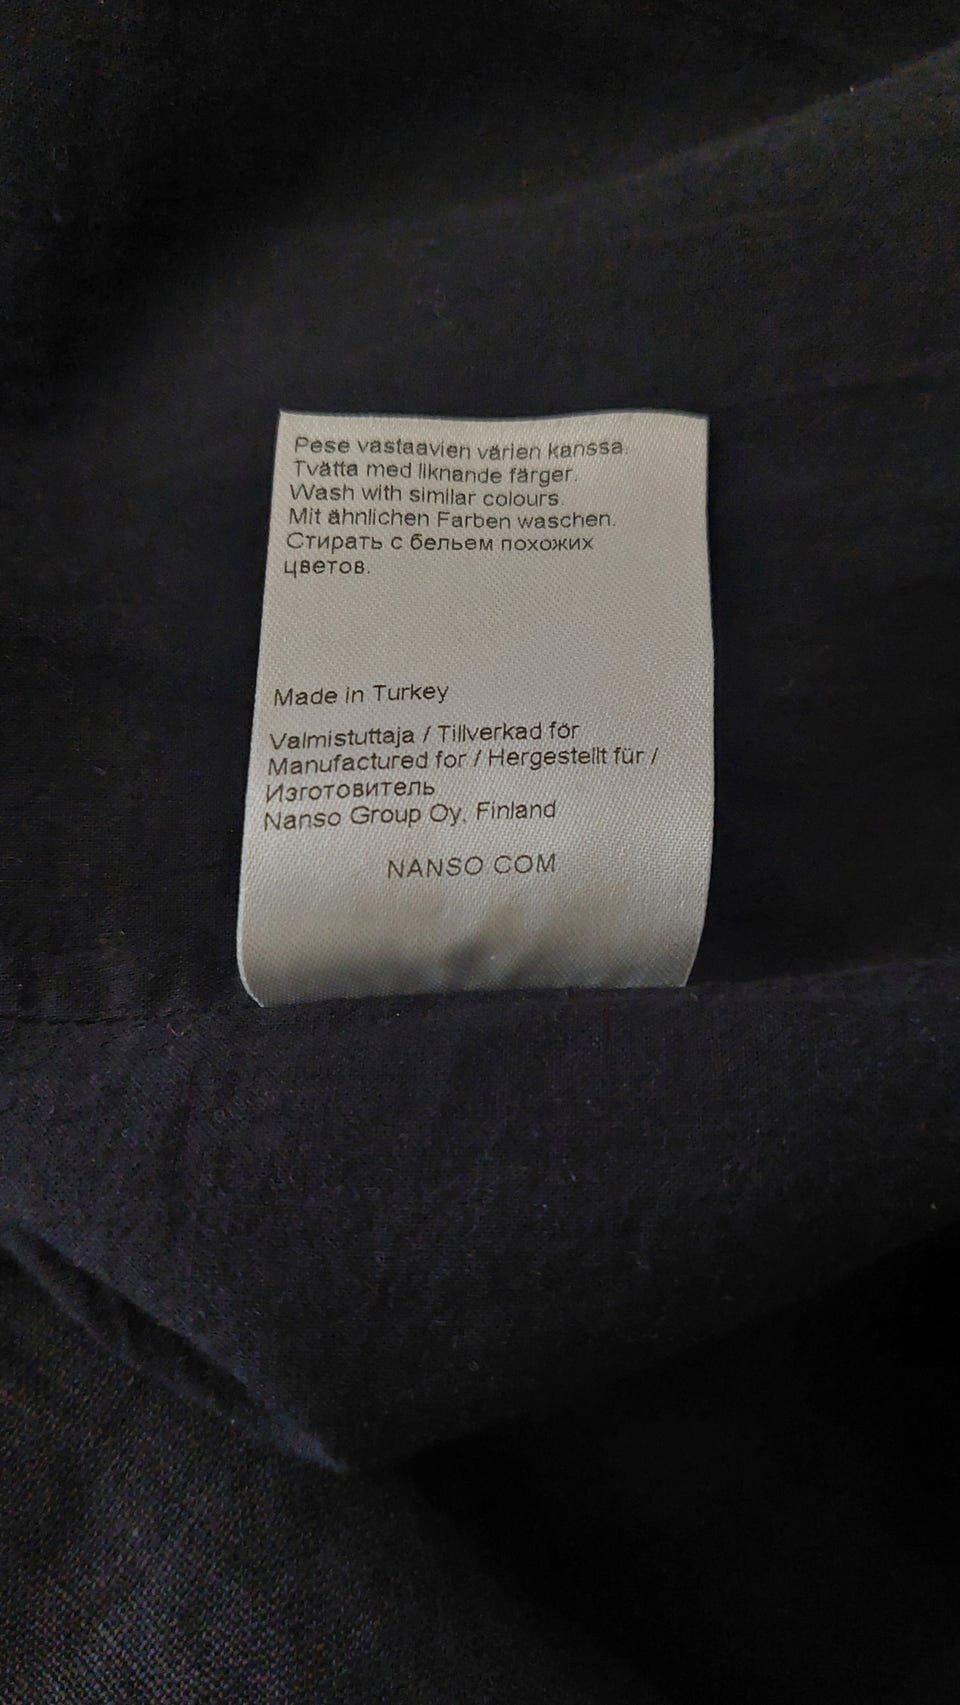 Pese vastaavien värien kanssa.
Tvätta med liknande färger.
Wash with similar colours.
Mit ähnlichen Farben waschen.
Стирать с бельем похожих
цветов.
Made in Turkey
Valmistuttaja / Tillverkad för
Manufactured for / Hergestellt für /
Изготовитель
Nanso Group Oy, Finland
NANSO COM